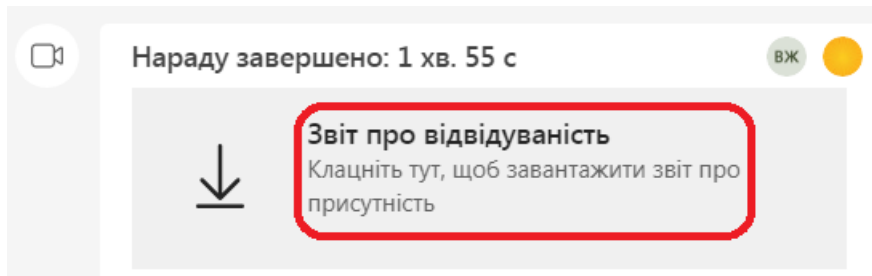 Нараду завершено: 1 хв. 55 с
ВЖ
Звіт про відвідуваність
Клацніть тут, щоб завантажити звіт про
присутність